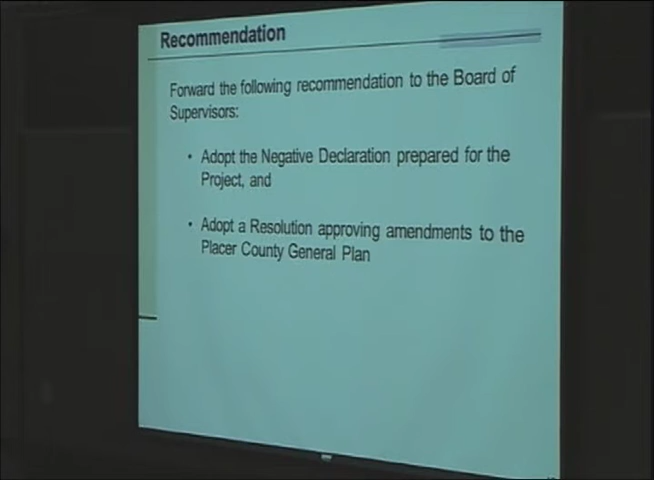 Recommendation
Forward the following recommendation to the Board of
Supervisors:
• Adopt the Negative Declaration prepared for the
Project, and
• Adopt a Resolution approving amendments to the
Placer County General Plan